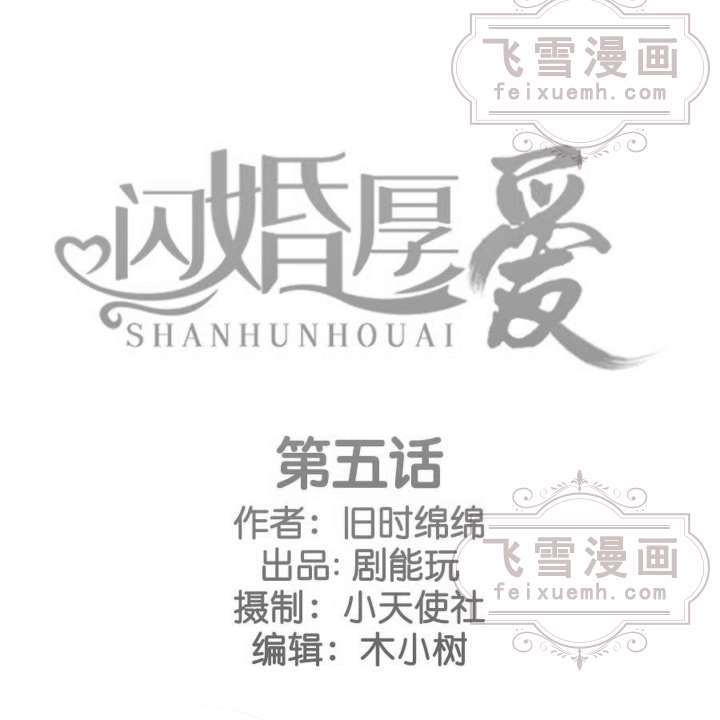 飞雪漫画
feixuemh.com
闪婚厚爱
SHANHUNHOUAI
第五话
作者：旧时绵绵
出品：剧能玩
摄制：小天使社
编辑：木小树
飞雪漫画
feixuemh.com